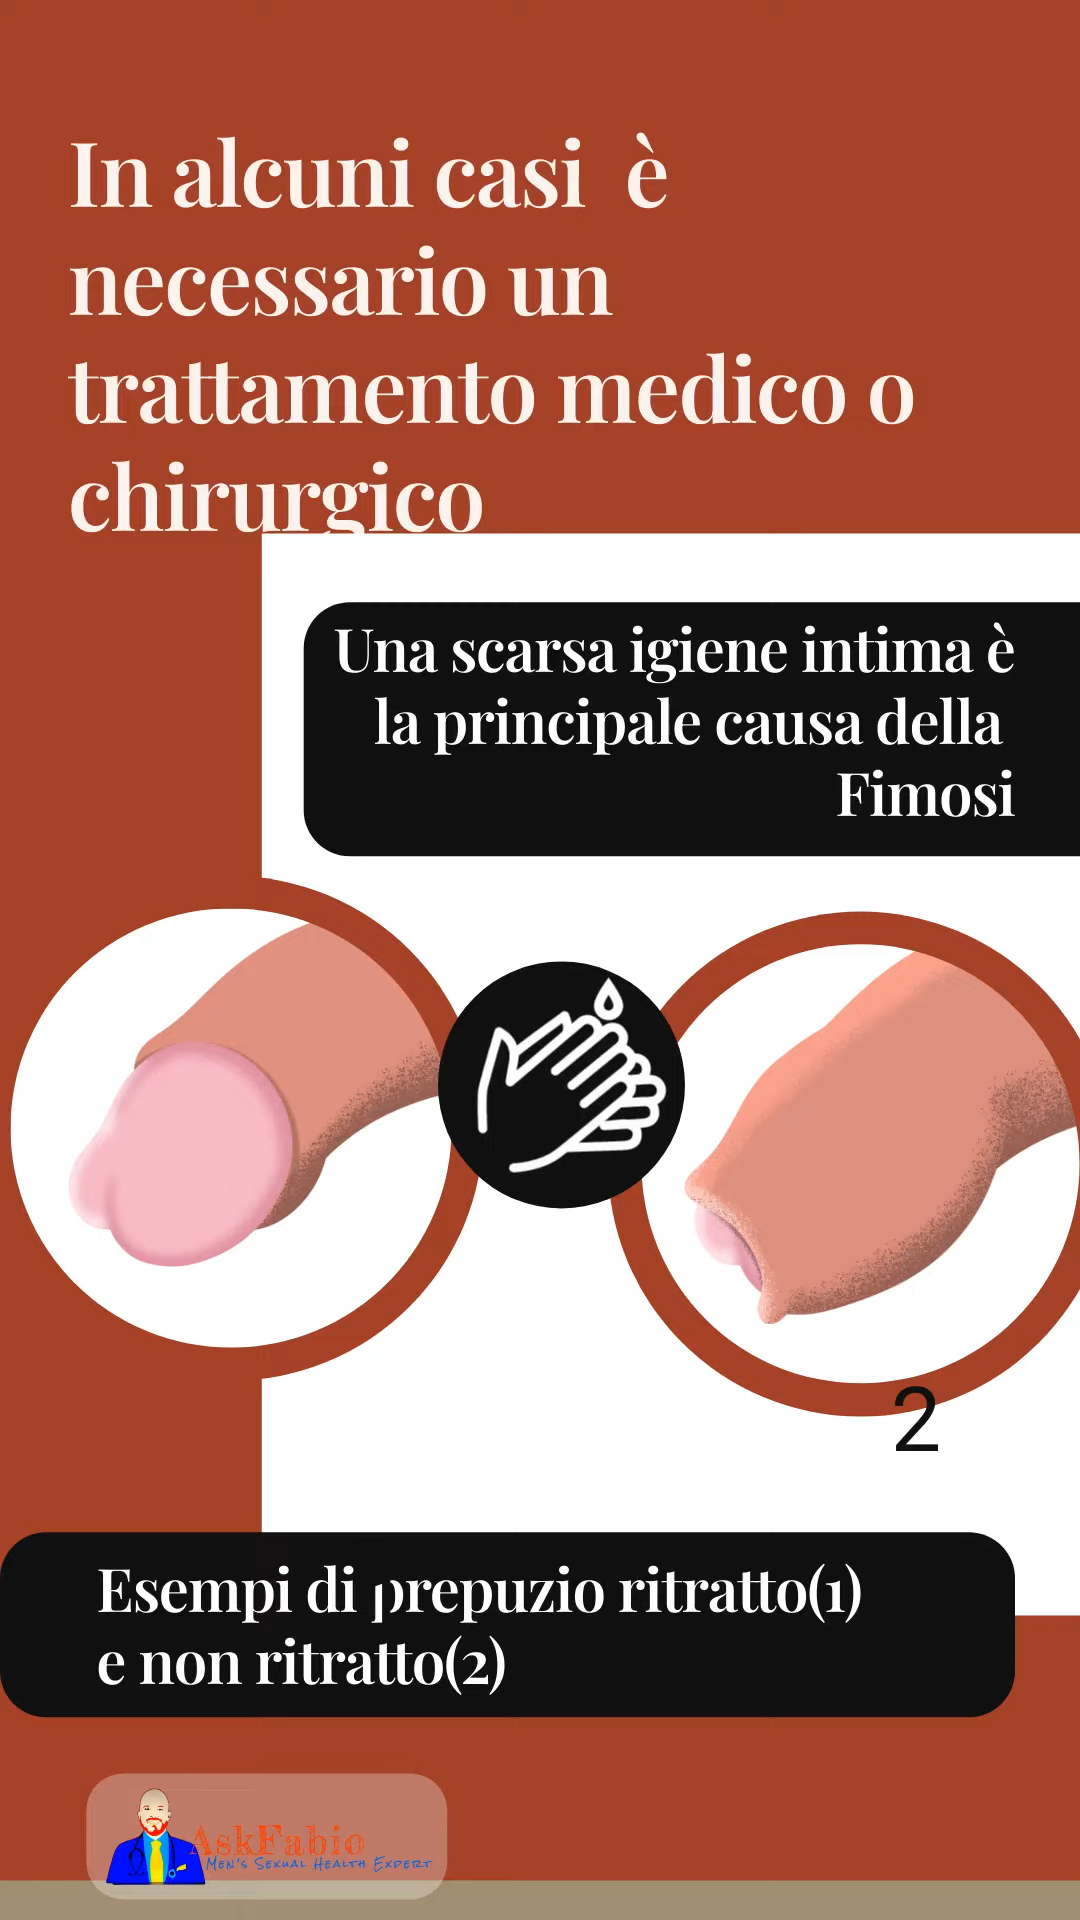 In alcuni casi è
necessario un
trattamento medico o
chirurgico
Una scarsa igiene intima è
la principale causa della
Fimosi
2
Esempi di prepuzio ritratto(1)
e non ritratto(2)
AskFabio
Men's Sexual Health Expert